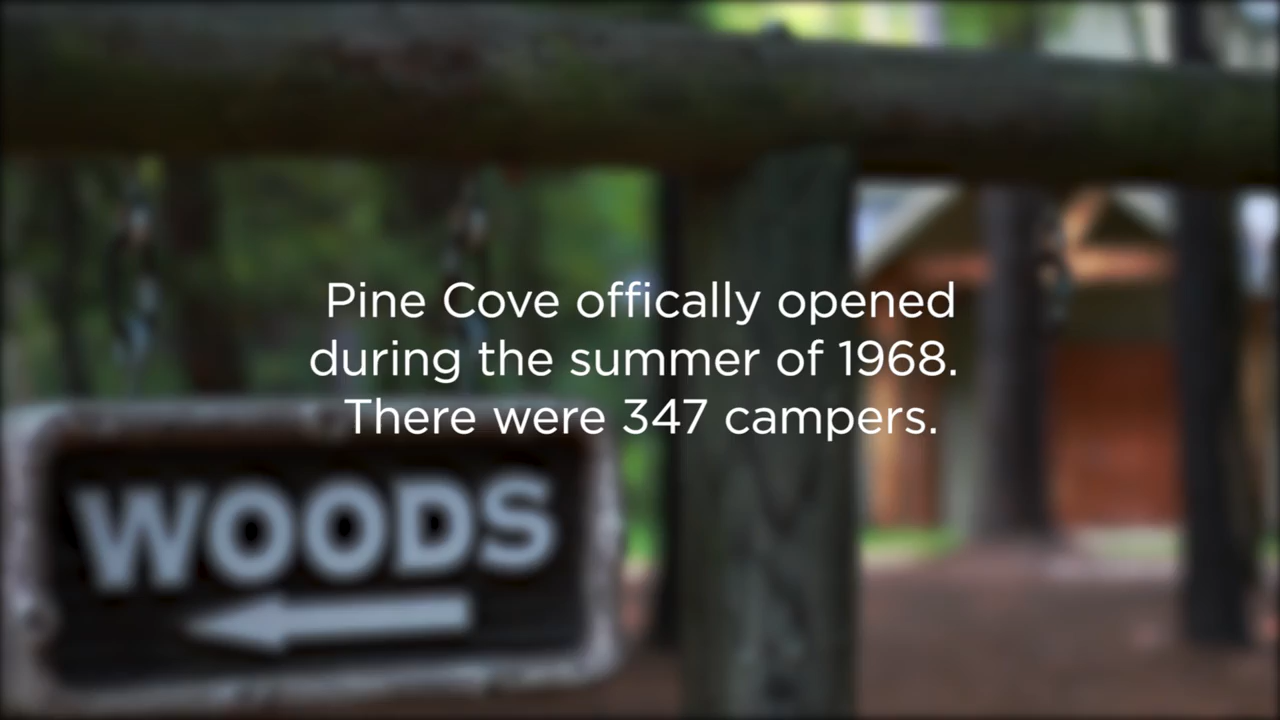 Pine Cove offically opened
during the summer of 1968.
There were 347 campers.
WOODS